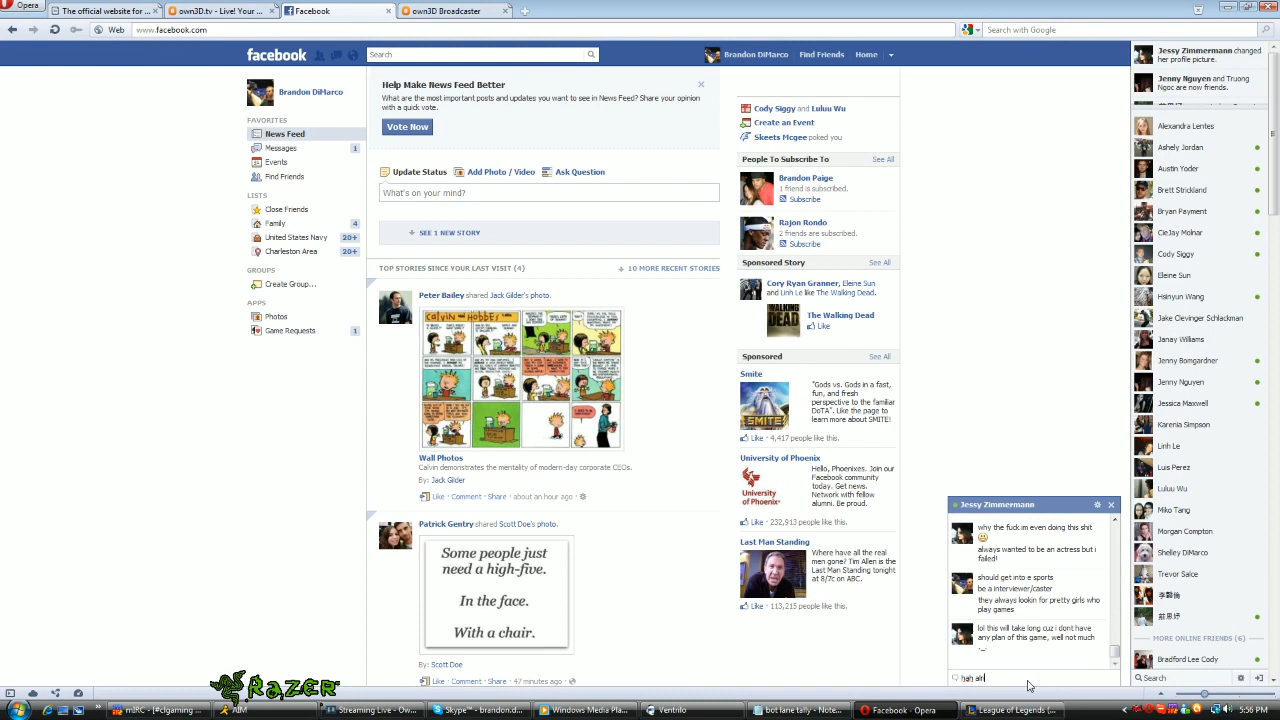 Opera
The official website for ...
own3D.tv - Live! Your ...
Facebook
own3D Broadcaster
Web
www.facebook.com
Search with Google
facebook
Search
Brandon DiMarco
Find Friends
Home
Brandon DiMarco
FAVORITES
News Feed
Messages 1
Events
Find Friends
LISTS
Close Friends
Family 4
United States Navy 20+
Charleston Area 20+
GROUPS
Create Group...
APPS
Photos
Game Requests 1
Help Make News Feed Better
What are the most important posts and updates you want to see in News Feed? Share your opinion
with a quick vote.
Vote Now
Update Status
Add Photo / Video
Ask Question
What's on your mind?
SEE 1 NEW STORY
TOP STORIES SINCE YOUR LAST VISIT (4)
10 MORE RECENT STORIES
Peter Bailey shared Jack Gilder's photo.
Calvin and Hobbes
Wall Photos
Calvin demonstrates the mentality of modern-day corporate CEOs.
By: Jack Gilder
Like · Comment · Share · about an hour ago ·
Patrick Gentry shared Scott Doe's photo.
Some people just
need a high-five.
In the face.
With a chair.
By: Scott Doe
Like · Comment · Share · 47 minutes ago ·
Cody Siggy and Luluu Wu
Create an Event
Skeets Mcgee poked you
People To Subscribe To
See All
Brandon Paige
1 friend is subscribed.
Subscribe
Rajon Rondo
2 friends are subscribed.
Subscribe
Sponsored Story
See All
Cory Ryan Granner, Eleine Sun
and Linh Le like The Walking Dead.
WALKING
DEAD
The Walking Dead
Like
Sponsored
See All
Smite
SMITE!
"Gods vs. Gods in a fast,
fun, and fresh
perspective to the familiar
DoTA". Like the page to
learn more about SMITE!
Like · 4,417 people like this.
University of Phoenix
University of
Phoenix
Hello, Phoenixes. Join our
Facebook community
today. Get news.
Network with fellow
alumni. Be proud.
Like · 232,913 people like this.
Last Man Standing
Where have all the real
men gone? Tim Allen is the
Last Man Standing tonight
at 8/7c on ABC.
Like · 113,215 people like this.
Jessy Zimmermann
why the fuck im even doing this shit
always wanted to be an actress but i
failed!
should get into e sports
be a interviewer/caster
they always lookin for pretty girls who
play games
lol this will take long cuz i dont have
any plan of this game, well not much
._.
hah alri
Jessy Zimmermann changed
her profile picture.
Jenny Nguyen and Truong
Ngoc are now friends.
Alexandra Lentes
Ashely Jordan
Austin Yoder
Brett Strickland
Bryan Payment
CieJay Molnar
Cody Siggy
Eleine Sun
Hsinyun Wang
Jake Clevinger Shlackman
Janay Williams
Jenny Bomgardner
Jenny Nguyen
Jessica Maxwell
Karenia Simpson
Linh Le
Luis Perez
Luluu Wu
Miko Tang
Morgan Compton
Shelley DiMarco
Trevor Salce
MORE ONLINE FRIENDS (6)
Bradford Lee Cody
Search
RAZER
mIRC - [#clgaming ...
AIM
Streaming Live - Ow...
Skype™ - brandon.d...
Windows Media Pla...
Ventrilo
bot lane tally - Note...
Facebook - Opera
League of Legends (...
5:56 PM